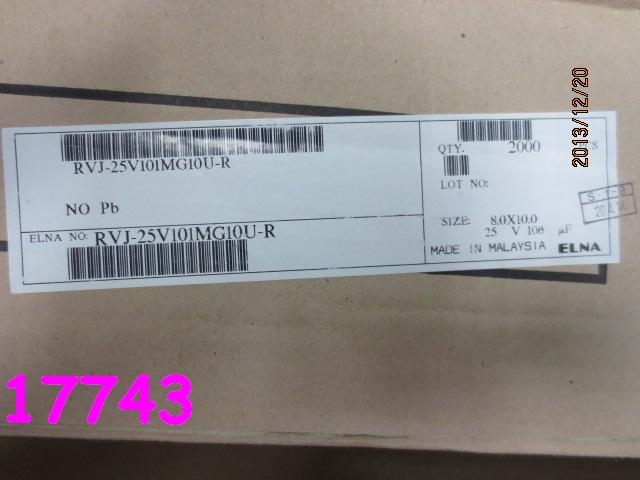 2013/12/20
RVJ-25V101MG10U-R
NO Pb
ELNA NO: RVJ-25V101MG10U-R
QTY. 2000
LOT NO:
SIZE: 8.0X10.0
25 V 100 µF
MADE IN MALAYSIA ELNA
17743